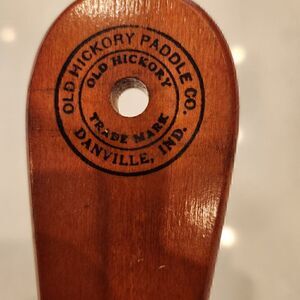 OLD HICKORY PADDLE CO.
DANVILLE, IND.
OLD HICKORY
TRADE MARK